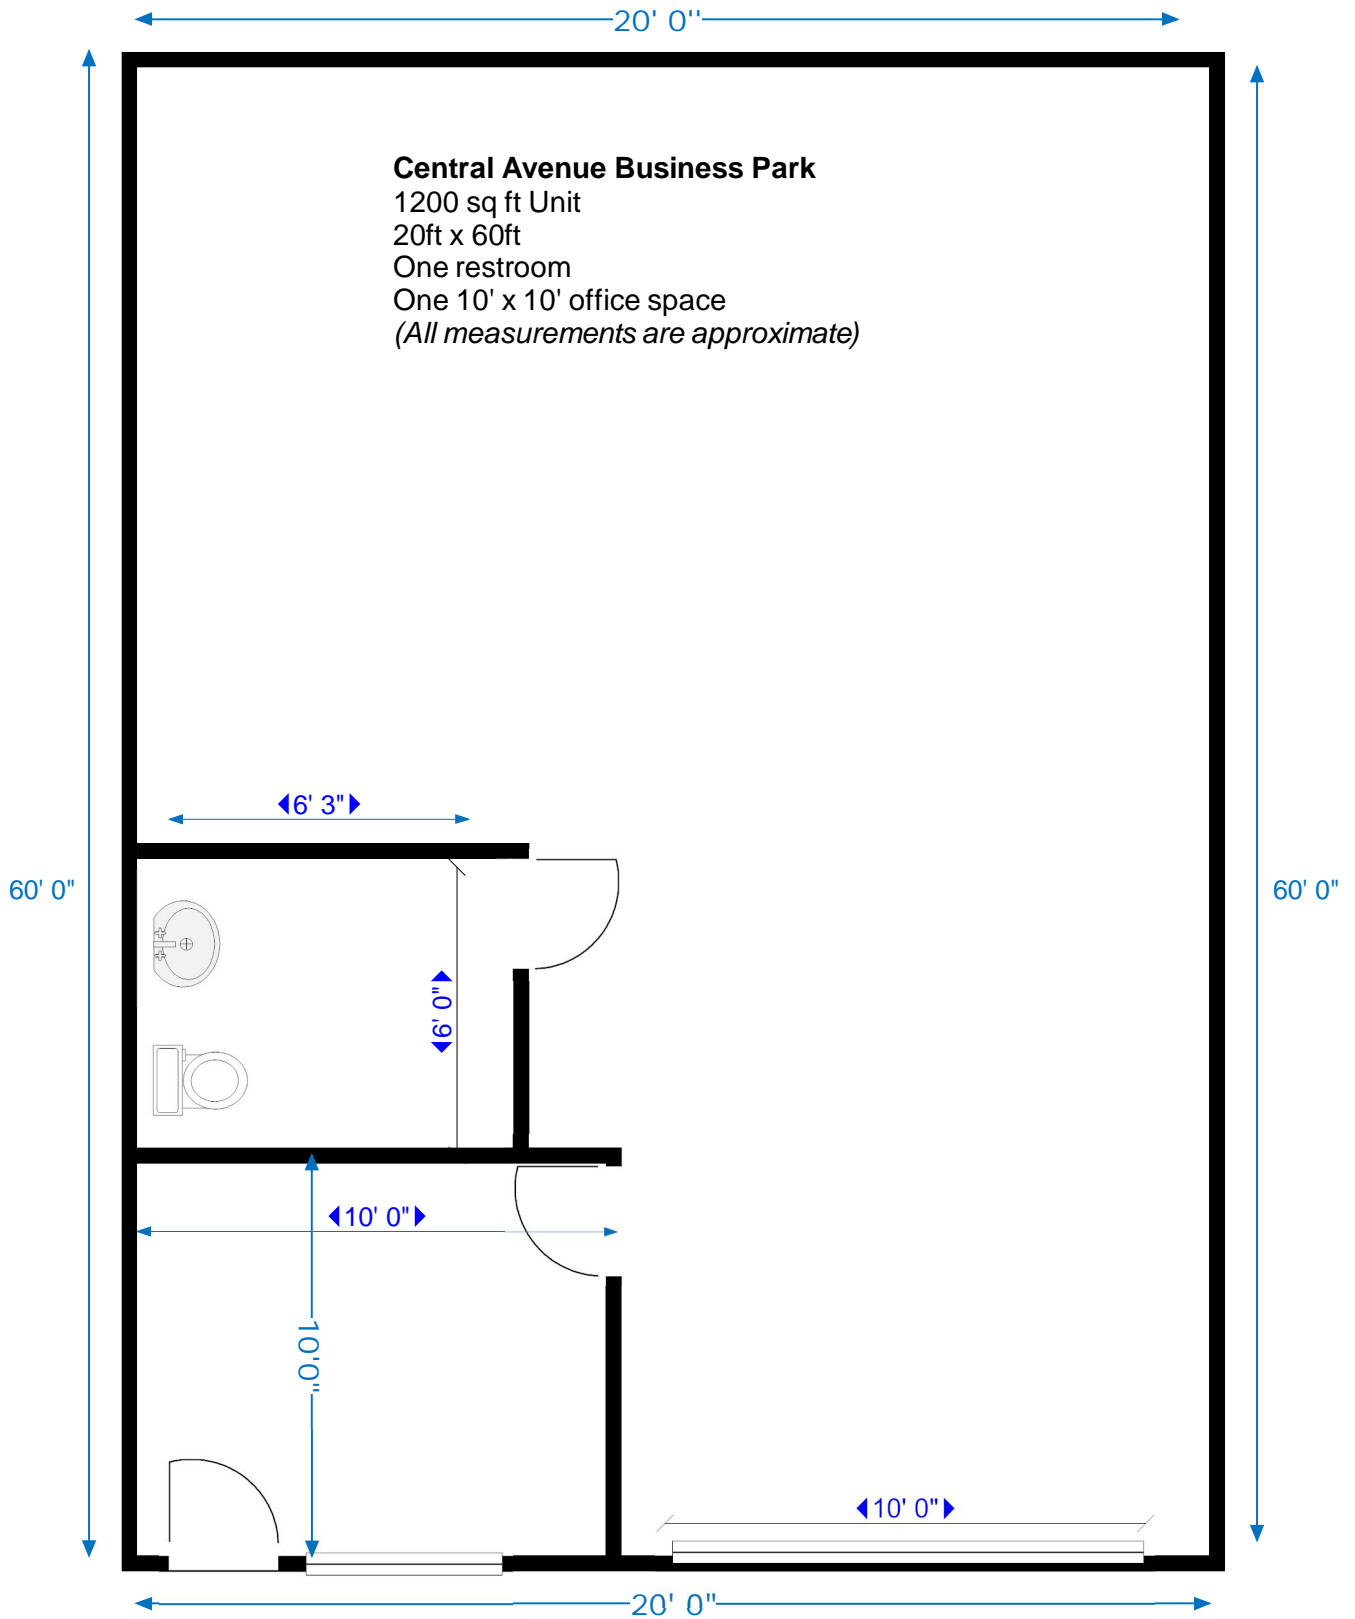 20' 0''
Central Avenue Business Park
1200 sq ft Unit
20ft x 60ft
One restroom
One 10' x 10' office space
(All measurements are approximate)
6' 3"
60' 0"
60' 0"
6' 0"
10' 0"
10'0"
10' 0"
20' 0"